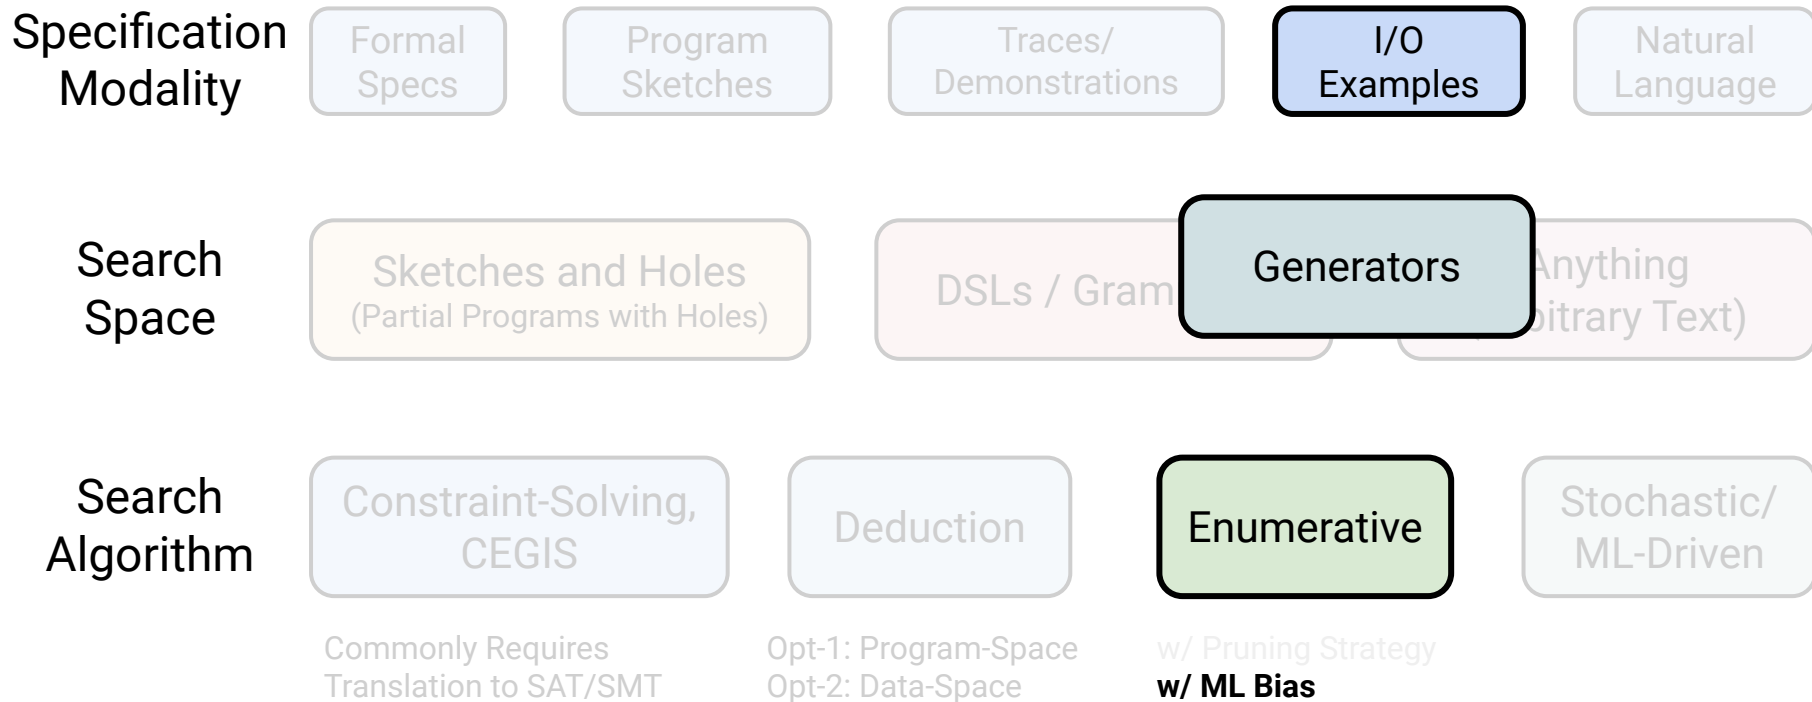 Specification
Modality
Formal
Specs
Program
Sketches
Traces/
Demonstrations
I/O
Examples
Natural
Language
Search
Space
Sketches and Holes
(Partial Programs with Holes)
DSLs / Gram
Generators
Anything
bitrary Text)
Search
Algorithm
Constraint-Solving,
CEGIS
Deduction
Enumerative
Stochastic/
ML-Driven
Commonly Requires
Translation to SAT/SMT
Opt-1: Program-Space
Opt-2: Data-Space
w/ Pruning Strategy
w/ ML Bias